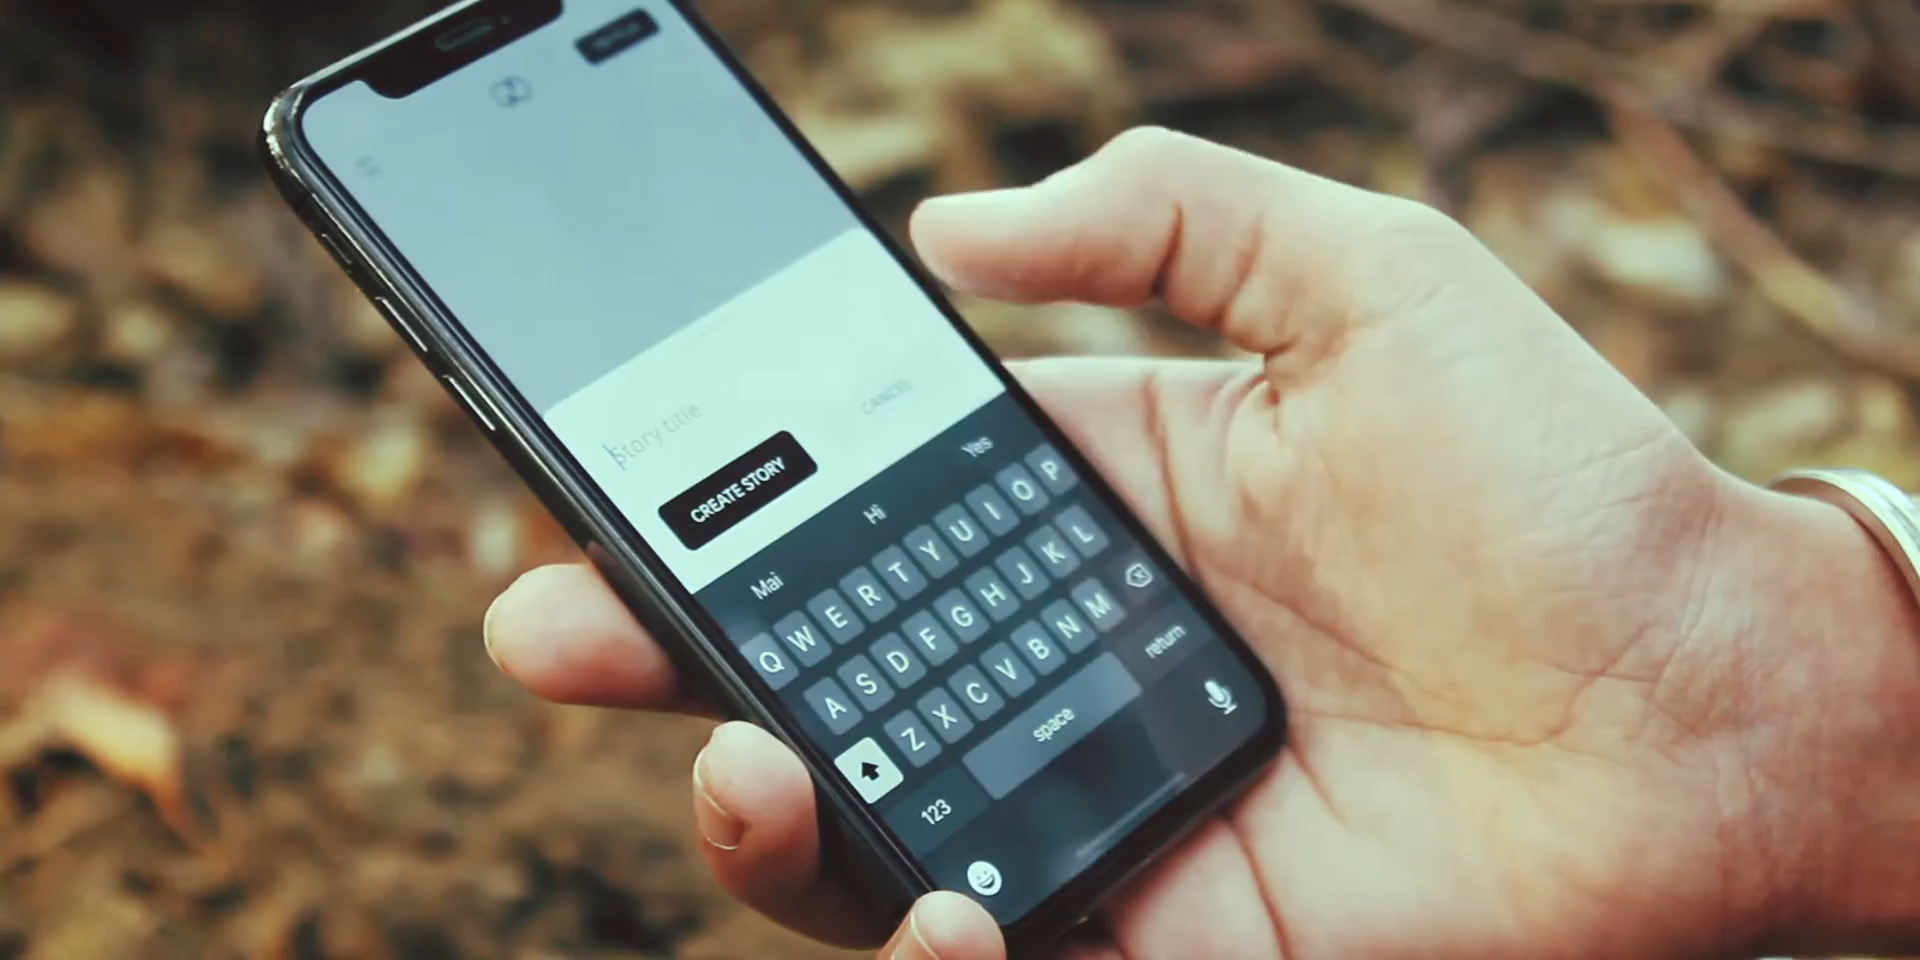 Story title
CANCEL
CREATE STORY
Mai Hi Yes
Q W E R T Y U I O P
A S D F G H J K L
Z X C V B N M
123 space return